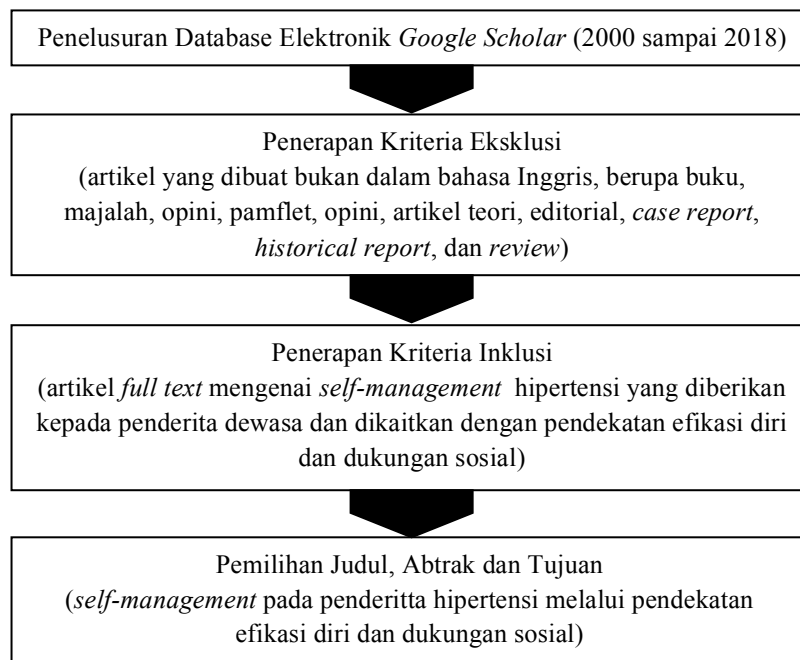 Penelusuran Database Elektronik Google Scholar (2000 sampai 2018)
Penerapan Kriteria Eksklusi
(artikel yang dibuat bukan dalam bahasa Inggris, berupa buku,
majalah, opini, pamflet, opini, artikel teori, editorial, case report,
historical report, dan review)
Penerapan Kriteria Inklusi
(artikel full text mengenai self-management hipertensi yang diberikan
kepada penderita dewasa dan dikaitkan dengan pendekatan efikasi diri
dan dukungan sosial)
Pemilihan Judul, Abtrak dan Tujuan
(self-management pada penderitta hipertensi melalui pendekatan
efikasi diri dan dukungan sosial)